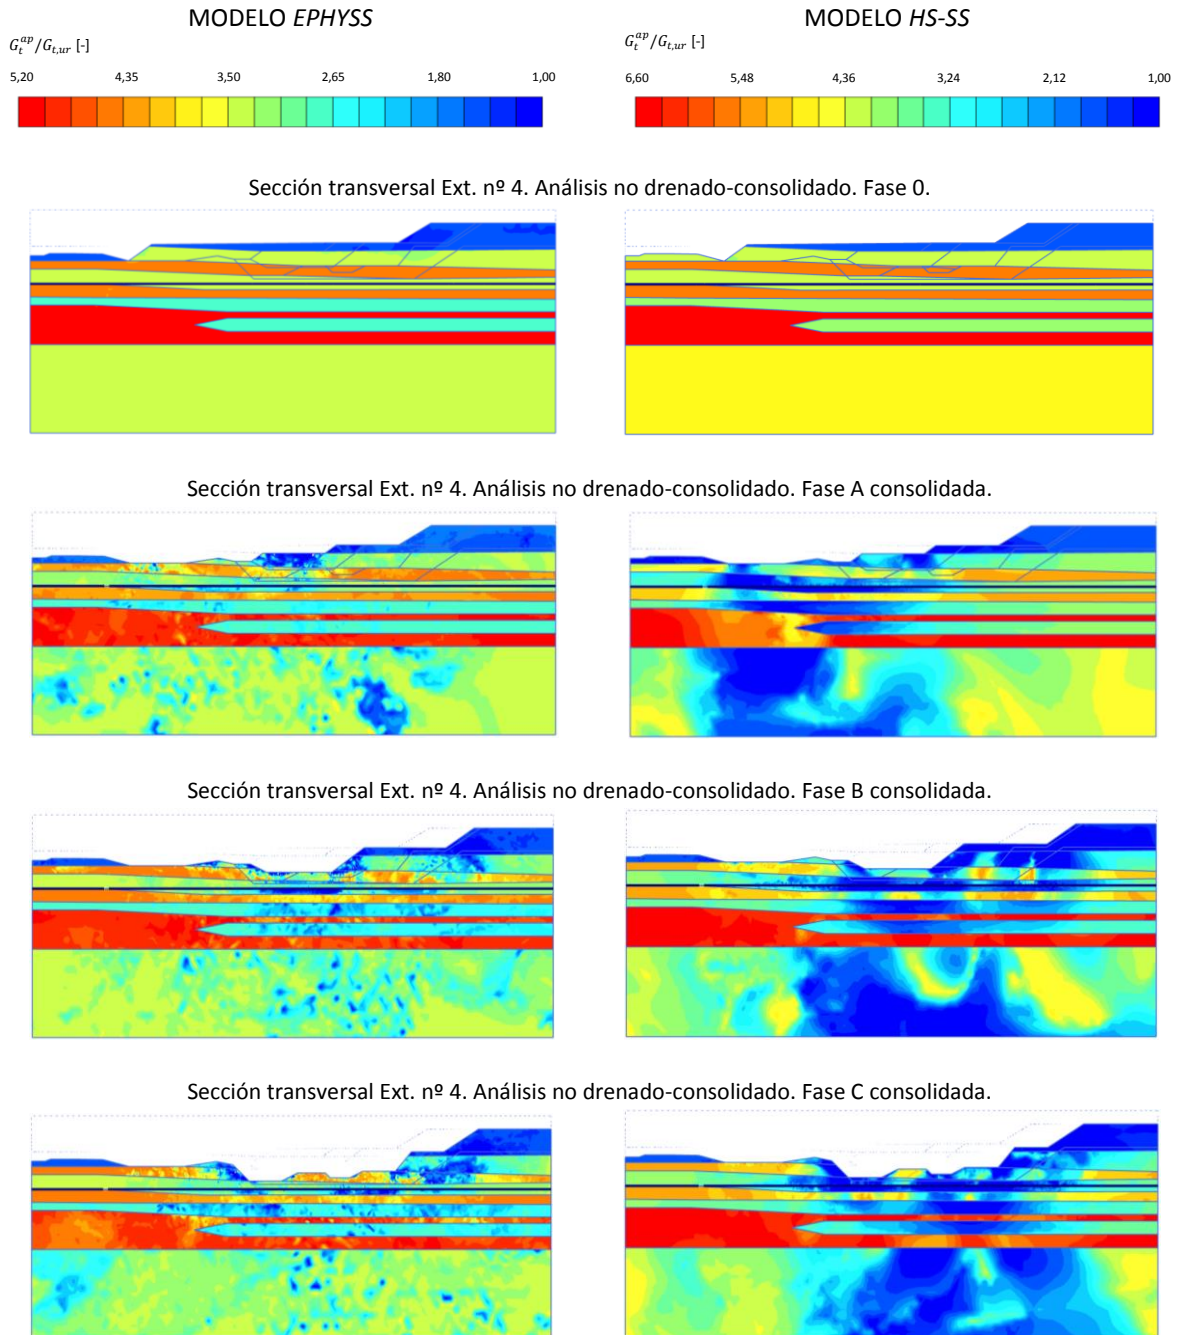 MODELO EPHYSS
MODELO HS-SS
G_t^{ap}/G_{t,ur} [-]
G_t^{ap}/G_{t,ur} [-]
5,20 4,35 3,50 2,65 1,80 1,00
6,60 5,48 4,36 3,24 2,12 1,00
Sección transversal Ext. nº 4. Análisis no drenado-consolidado. Fase 0.
Sección transversal Ext. nº 4. Análisis no drenado-consolidado. Fase A consolidada.
Sección transversal Ext. nº 4. Análisis no drenado-consolidado. Fase B consolidada.
Sección transversal Ext. nº 4. Análisis no drenado-consolidado. Fase C consolidada.